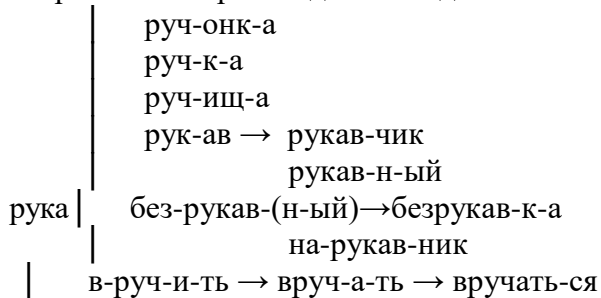 руч-онк-а
руч-к-а
руч-ищ-а
рук-ав → рукав-чик
рукав-н-ый
рука| без-рукав-(н-ый)→безрукав-к-а
на-рукав-ник
в-руч-и-ть → вруч-а-ть → вручать-ся